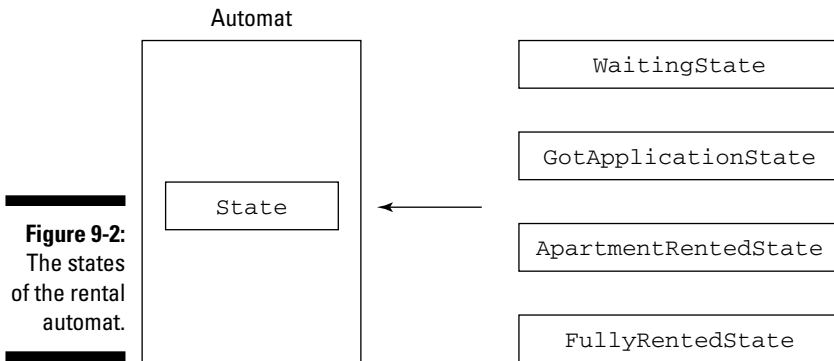 Automat
State
WaitingState
GotApplicationState
ApartmentRentedState
FullyRentedState
Figure 9-2:
The states
of the rental
automat.